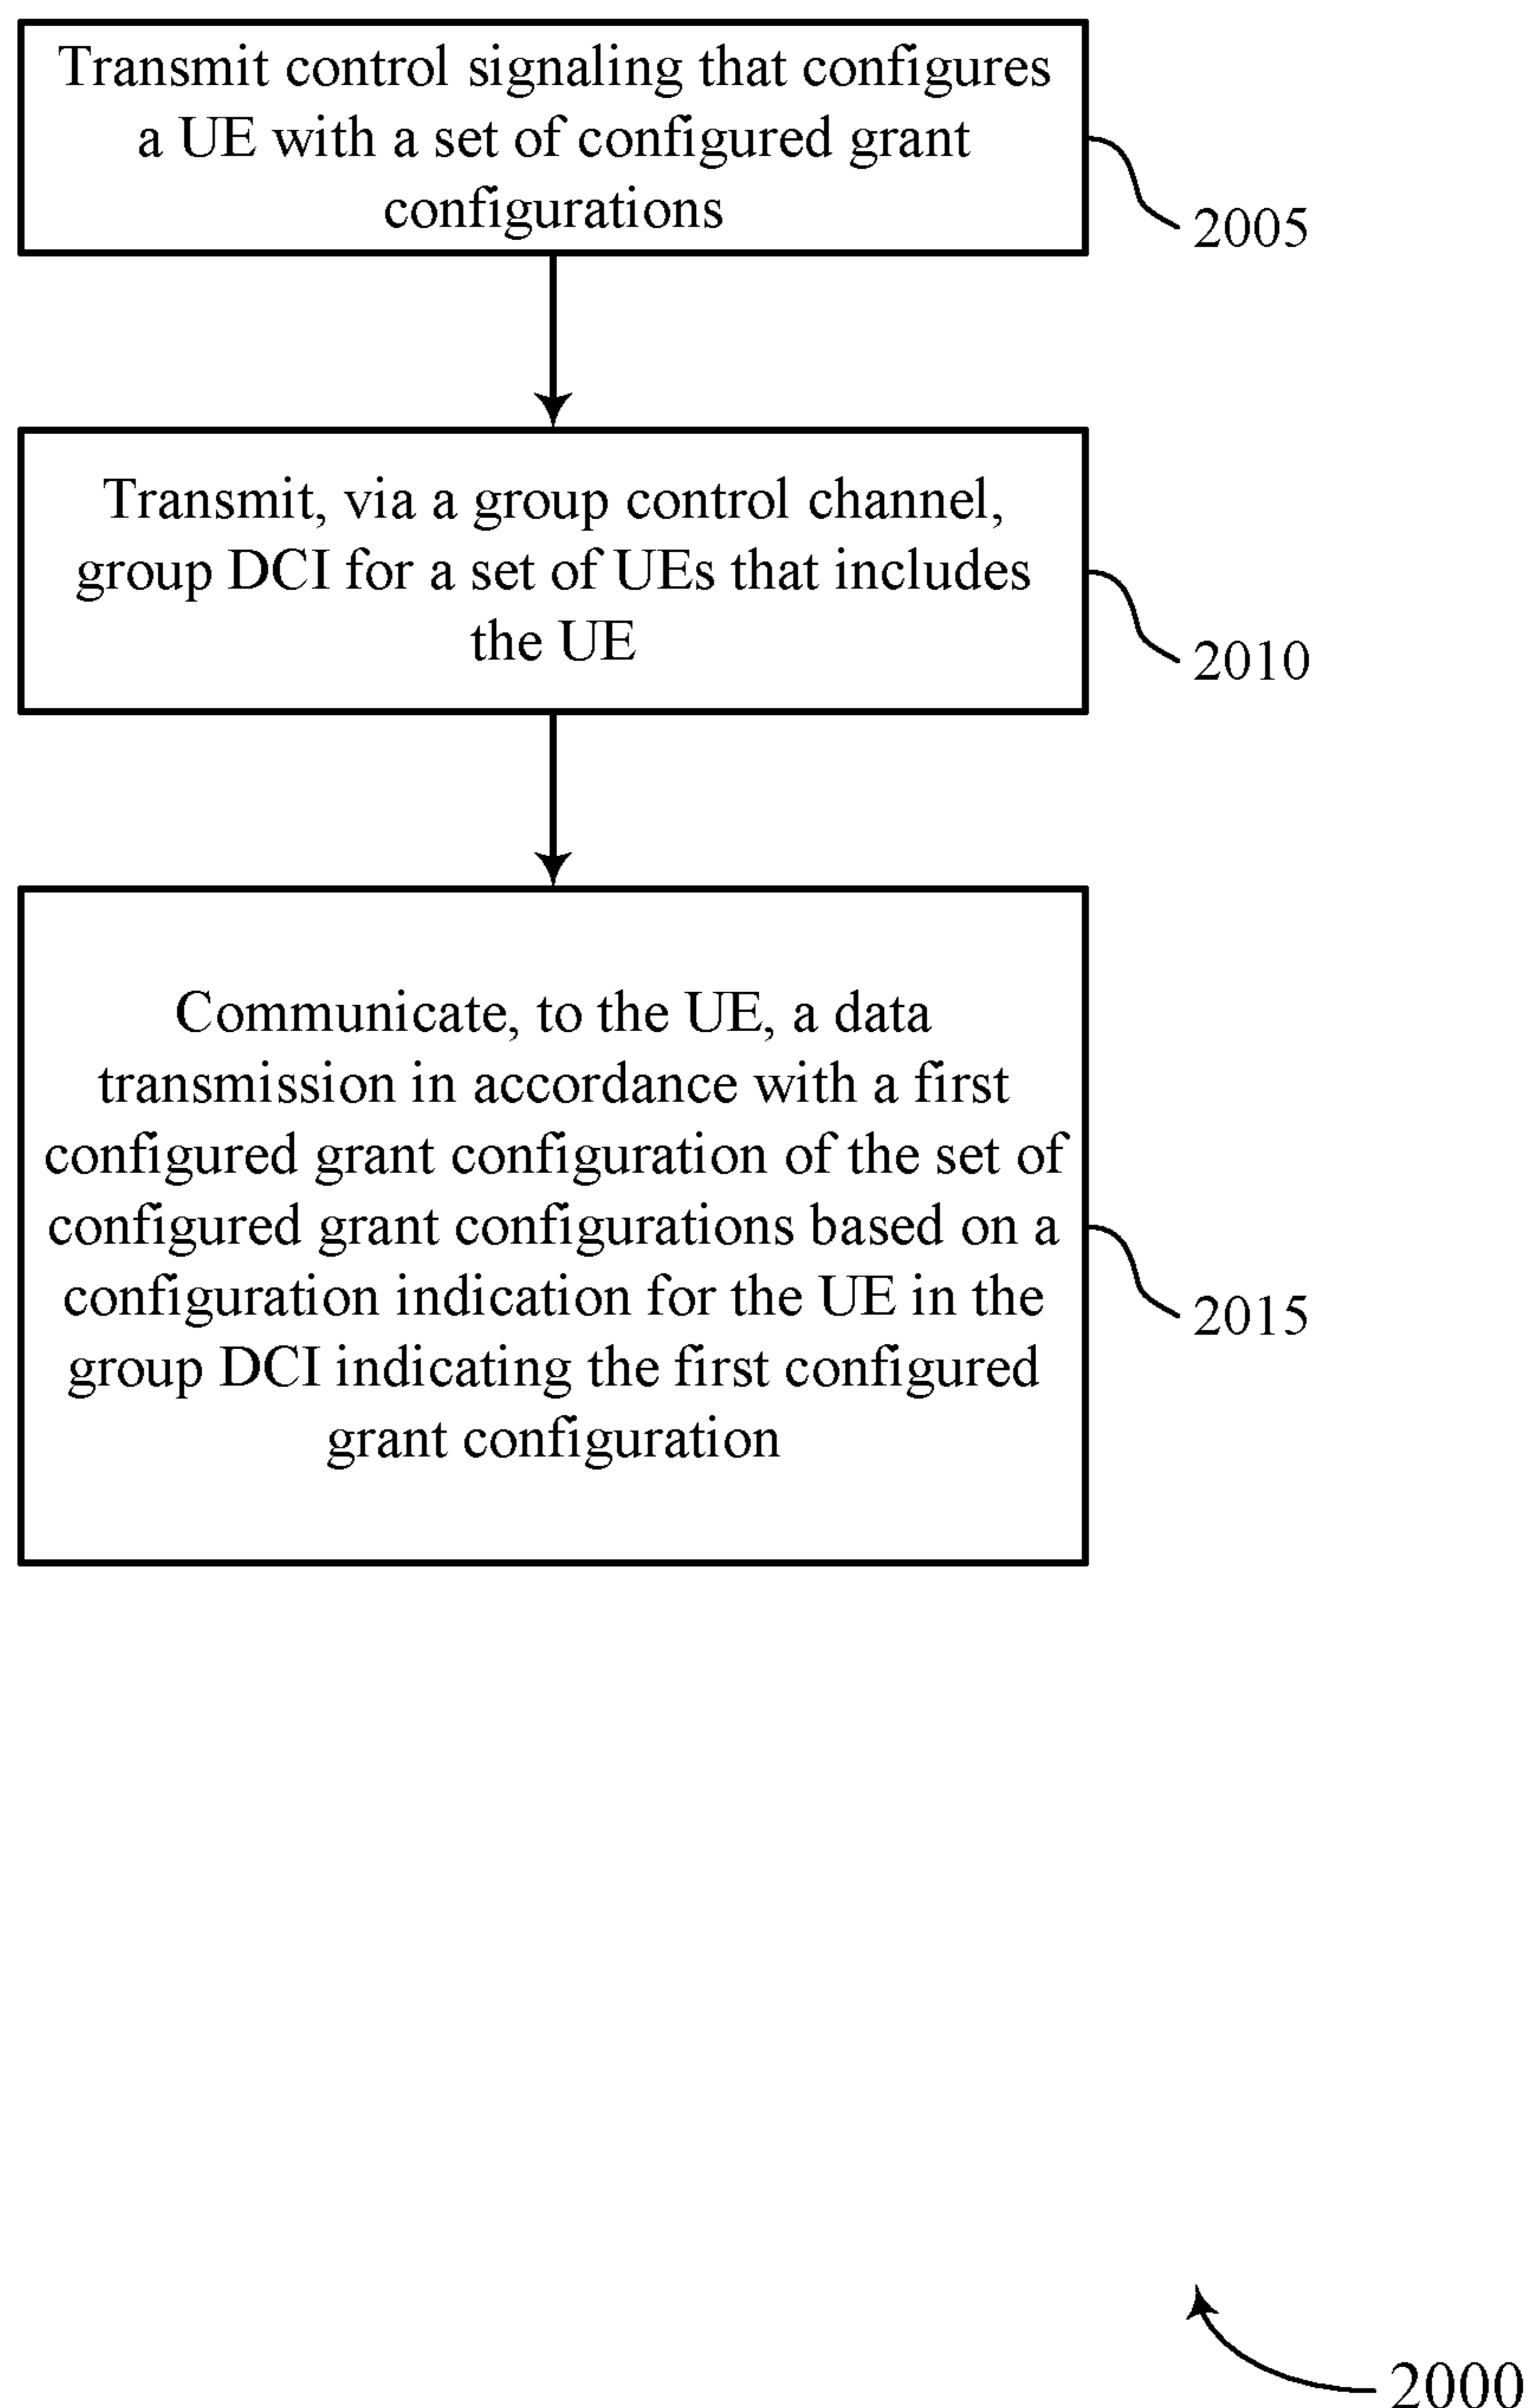 Transmit control signaling that configures
a UE with a set of configured grant
configurations
2005
Transmit, via a group control channel,
group DCI for a set of UEs that includes
the UE
2010
Communicate, to the UE, a data
transmission in accordance with a first
configured grant configuration of the set of
configured grant configurations based on a
configuration indication for the UE in the
group DCI indicating the first configured
grant configuration
2015
2000